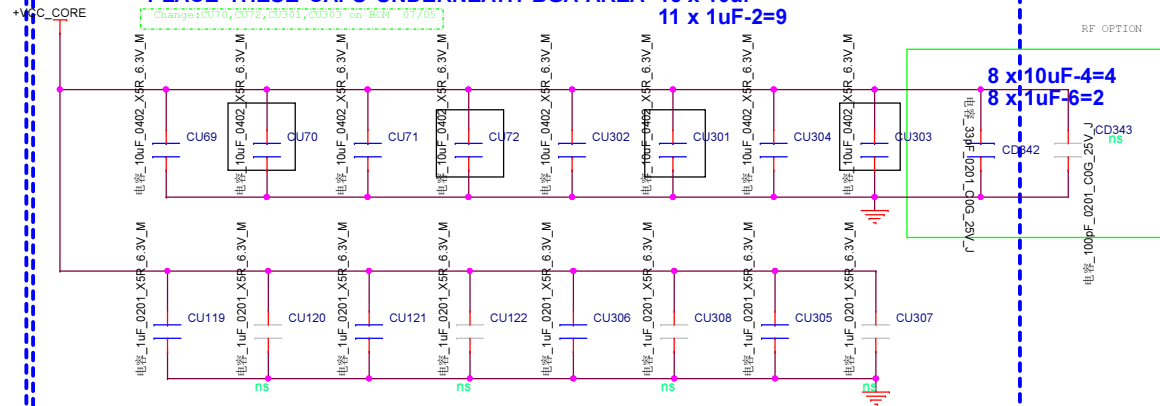 +VCC_CORE
PLACE THESE CAPS UNDERNEATH BGA AREA
11 x 1uF-2=9
Change:CU70,CU72,CU301,CU303 on BOM . 07/05
RF OPTION
8 x 10uF-4=4
8 x 1uF-6=2
电容_10uF_0402_X5R_6.3V_M
CU69
电容_10uF_0402_X5R_6.3V_M
CU70
电容_10uF_0402_X5R_6.3V_M
CU71
电容_10uF_0402_X5R_6.3V_M
CU72
电容_10uF_0402_X5R_6.3V_M
CU302
电容_10uF_0402_X5R_6.3V_M
CU301
电容_10uF_0402_X5R_6.3V_M
CU304
电容_10uF_0402_X5R_6.3V_M
CU303
电容_33pF_0201_C0G_25V_J
CD342
电容_100pF_0201_C0G_25V_J
CD343
ns
电容_1uF_0201_X5R_6.3V_M
CU119
电容_1uF_0201_X5R_6.3V_M
CU120
ns
电容_1uF_0201_X5R_6.3V_M
CU121
电容_1uF_0201_X5R_6.3V_M
CU122
ns
电容_1uF_0201_X5R_6.3V_M
CU306
电容_1uF_0201_X5R_6.3V_M
CU308
ns
电容_1uF_0201_X5R_6.3V_M
CU305
电容_1uF_0201_X5R_6.3V_M
CU307
ns